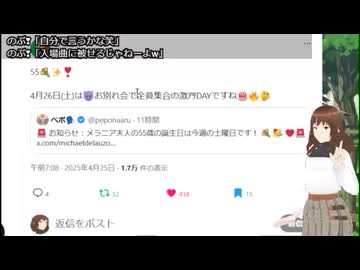 のぶ❣「自分で言うかな笑」
のぶ❣「入場曲に被せるじゃねーよw」
55🎉✨❣
4月26日(土)は😈お別れ会で全員集合の激アツDAYですね🎂🔥🤔
ペポ🗣 @peponaaru · 11時間
🚨お知らせ：メラニア夫人の55歳の誕生日は今週の土曜日です！🎉🎉❤🚨
x.com/michaeldelauzo...
午前7:08 · 2025年4月25日 · 1.7万 件の表示
52
418
15
返信をポスト
返信